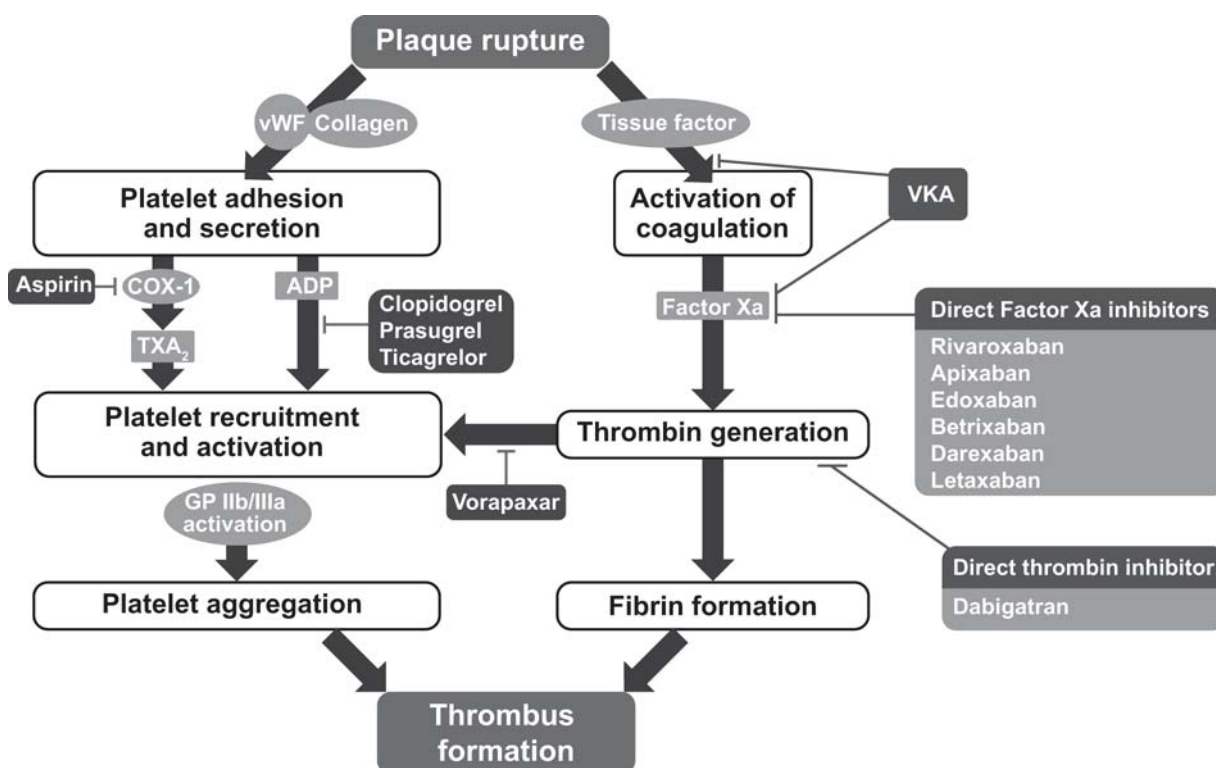 Plaque rupture
vWF
Collagen
Tissue factor
Platelet adhesion
and secretion
Activation of
coagulation
VKA
Aspirin
COX-1
ADP
Clopidogrel
Prasugrel
Ticagrelor
TXA2
Factor Xa
Direct Factor Xa inhibitors
Rivaroxaban
Apixaban
Edoxaban
Betrixaban
Darexaban
Letaxaban
Platelet recruitment
and activation
Thrombin generation
Vorapaxar
GP IIb/IIIa
activation
Direct thrombin inhibitor
Dabigatran
Platelet aggregation
Fibrin formation
Thrombus
formation